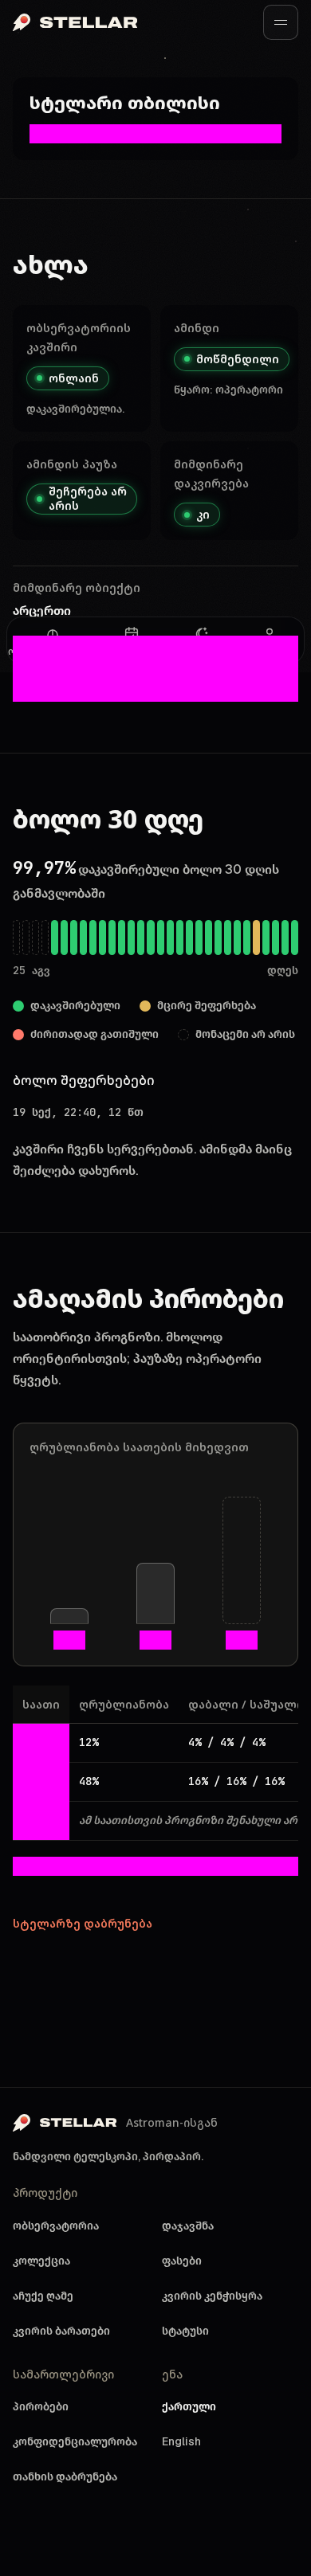 STELLAR
სტელარი თბილისი
ახლა
ობსერვატორიის
კავშირი
ონლაინ
დაკავშირებულია.
ამინდი
მოწმენდილი
წყარო: ოპერატორი
ამინდის პაუზა
შეჩერება არ
არის
მიმდინარე
დაკვირვება
კი
მიმდინარე ობიექტი
არცერთი
ბოლო 30 დღე
99,97% დაკავშირებული ბოლო 30 დღის
განმავლობაში
25 აგვ
დღეს
დაკავშირებული
მცირე შეფერხება
ძირითადად გათიშული
მონაცემი არ არის
ბოლო შეფერხებები
19 სექ, 22:40, 12 წთ
კავშირი ჩვენს სერვერებთან. ამინდმა მაინც
შეიძლება დახუროს.
ამაღამის პირობები
საათობრივი პროგნოზი. მხოლოდ
ორიენტირისთვის; პაუზაზე ოპერატორი
წყვეტს.
ღრუბლიანობა საათების მიხედვით
საათი ღრუბლიანობა დაბალი / საშუალი
12% 4% / 4% / 4%
48% 16% / 16% / 16%
ამ საათისთვის პროგნოზი შენახული არ
სტელარზე დაბრუნება
STELLAR Astroman-ისგან
ნამდვილი ტელესკოპი, პირდაპირ.
პროდუქტი
ობსერვატორია დაჯავშნა
კოლექცია ფასები
აჩუქე ღამე კვირის კენჭისყრა
კვირის ბარათები სტატუსი
სამართლებრივი ენა
პირობები ქართული
კონფიდენციალურობა English
თანხის დაბრუნება